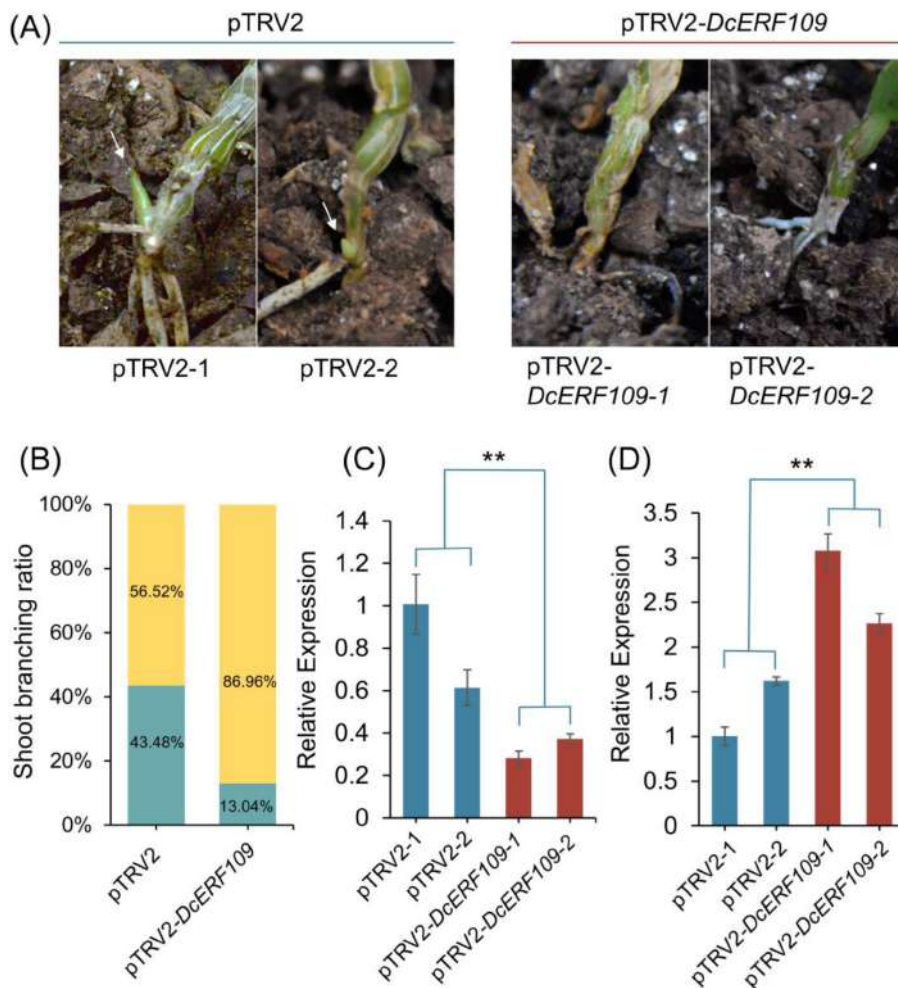 (A)
pTRV2
pTRV2-DcERF109
pTRV2-1
pTRV2-2
pTRV2-
DcERF109-1
pTRV2-
DcERF109-2
(B)
Shoot branching ratio
100%
80%
60%
40%
20%
0%
56.52%
43.48%
86.96%
13.04%
pTRV2
pTRV2-DcERF109
(C)
**
Relative Expression
1.4
1.2
1
0.8
0.6
0.4
0.2
0
pTRV2-1
pTRV2-2
pTRV2-DcERF109-1
pTRV2-DcERF109-2
(D)
**
Relative Expression
3.5
3
2.5
2
1.5
1
0.5
0
pTRV2-1
pTRV2-2
pTRV2-DcERF109-1
pTRV2-DcERF109-2